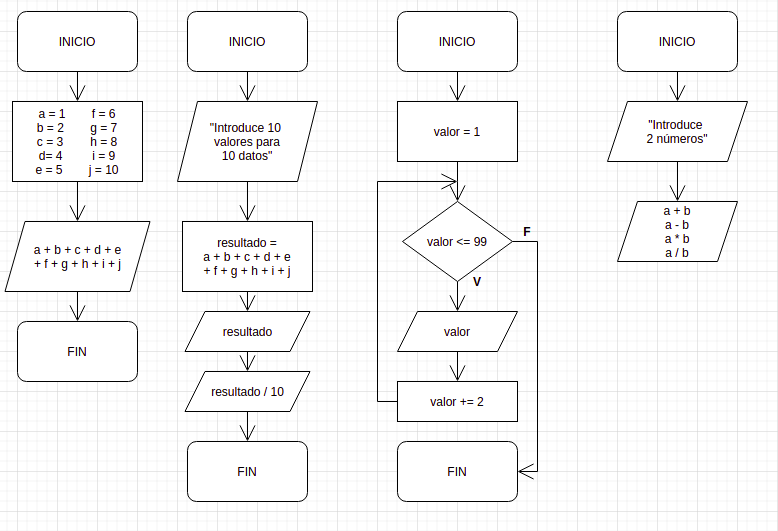 INICIO
a = 1 f = 6
b = 2 g = 7
c = 3 h = 8
d= 4 i = 9
e = 5 j = 10
a + b + c + d + e
+ f + g + h + i + j
FIN
INICIO
"Introduce 10
valores para
10 datos"
resultado =
a + b + c + d + e
+ f + g + h + i + j
resultado
resultado / 10
FIN
INICIO
valor = 1
valor <= 99
F
V
valor
valor += 2
FIN
INICIO
"Introduce
2 números"
a + b
a - b
a * b
a / b